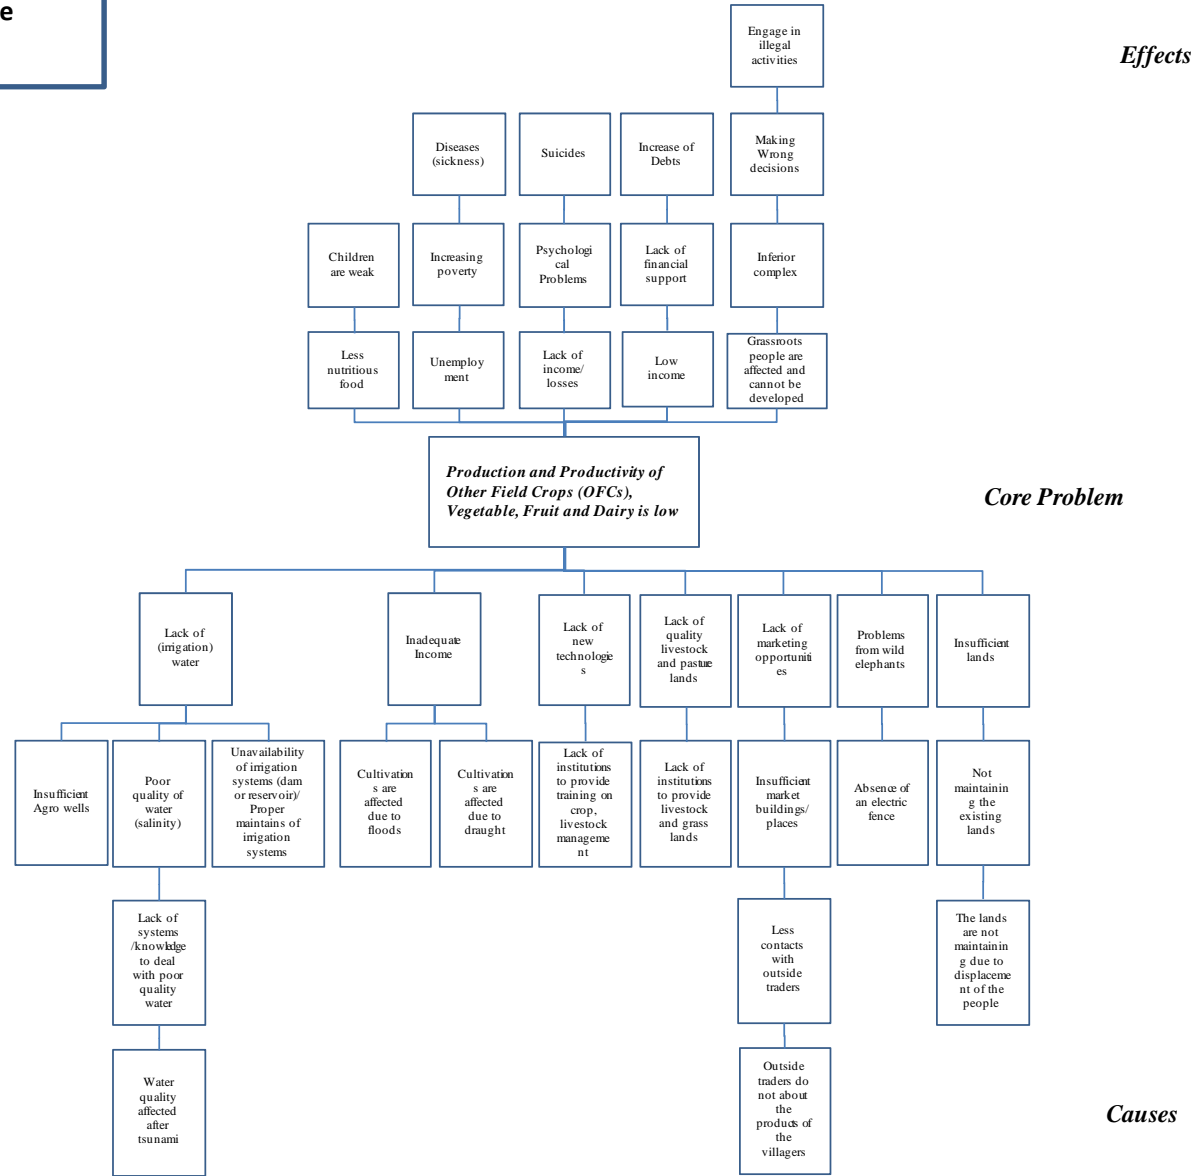 e
Effects
Engage in
illegal
activities
Diseases
(sickness)
Suicides
Increase of
Debts
Making
Wrong
decisions
Children
are weak
Increasing
poverty
Psychologi
cal
Problems
Lack of
financial
support
Inferior
complex
Less
nutritious
food
Unemploy
ment
Lack of
income/
losses
Low
income
Grassroots
people are
affected and
cannot be
developed
Production and Productivity of
Other Field Crops (OFCs),
Vegetable, Fruit and Dairy is low
Core Problem
Lack of
(irrigation)
water
Inadequate
Income
Lack of
new
technologie
s
Lack of
quality
livestock
and pasture
lands
Lack of
marketing
opportuniti
es
Problems
from wild
elephants
Insufficient
lands
Insufficient
Agro wells
Poor
quality of
water
(salinity)
Unavailability
of irrigation
systems (dam
or reservoir)/
Proper
maintains of
irrigation
systems
Cultivation
s are
affected
due to
floods
Cultivation
s are
affected
due to
draught
Lack of
institutions
to provide
training on
crop,
livestock
manageme
nt
Lack of
institutions
to provide
livestock
and grass
lands
Insufficient
market
buildings/
places
Absence of
an electric
fence
Not
maintainin
g the
existing
lands
Lack of
systems
/knowledge
to deal
with poor
quality
water
Less
contacts
with
outside
traders
The lands
are not
maintainin
g due to
displaceme
nt of the
people
Water
quality
affected
after
tsunami
Outside
traders do
not about
the
products of
the
villagers
Causes